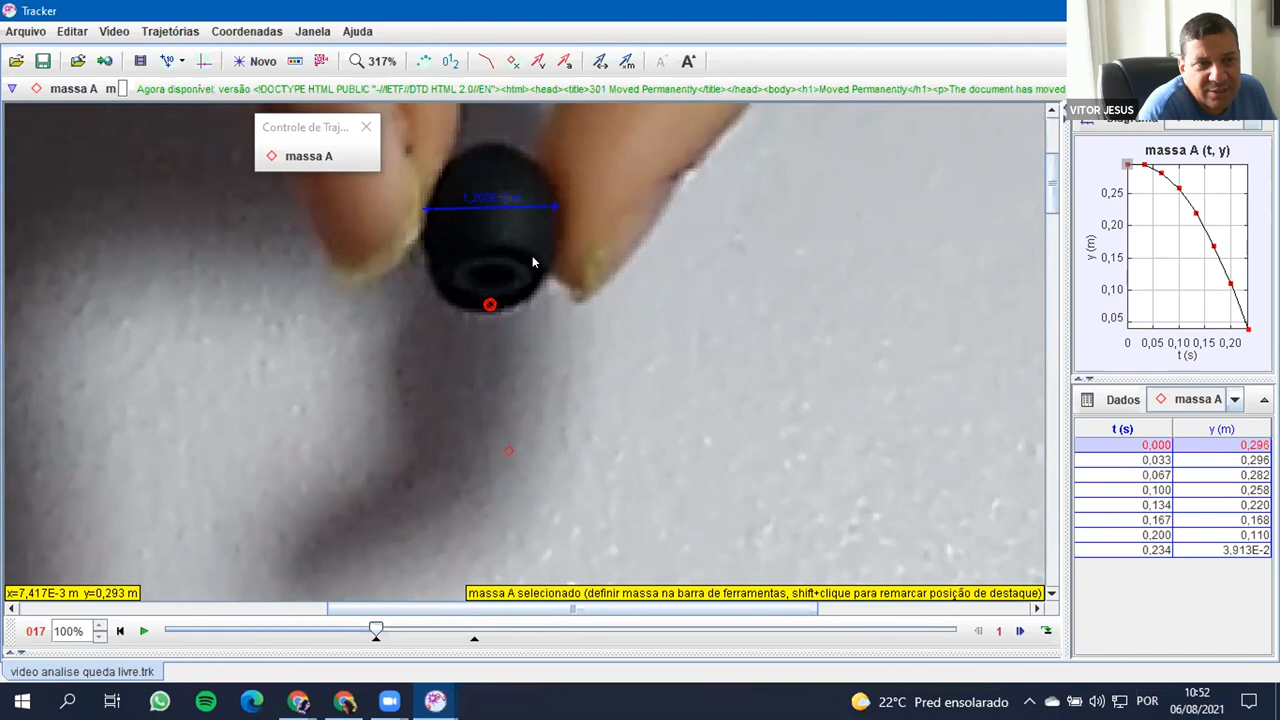 Tracker
Arquivo Editar Vídeo Trajetórias Coordenadas Janela Ajuda
Novo 317%
massa A m Agora disponível: versão <!DOCTYPE HTML PUBLIC "-//IETF//DTD HTML 2.0//EN"><html><head><title>301 Moved Permanently</title></head><body><h1>Moved Permanently</h1><p>The document has moved
VITOR JESUS
Controle de Traj...
massa A
massa A (t, y)
y (m)
0,25
0,20
0,15
0,10
0,05
0 0,05 0,10 0,15 0,20
t (s)
Dados massa A
t (s) y (m)
0,000 0,296
0,033 0,296
0,067 0,282
0,100 0,258
0,134 0,220
0,167 0,168
0,200 0,110
0,234 3,913E-2
x=7,417E-3 m y=0,293 m
massa A selecionado (definir massa na barra de ferramentas, shift+clique para remarcar posição de destaque)
017 100% 1
video analise queda livre.trk
22°C Pred ensolarado
POR
10:52
06/08/2021